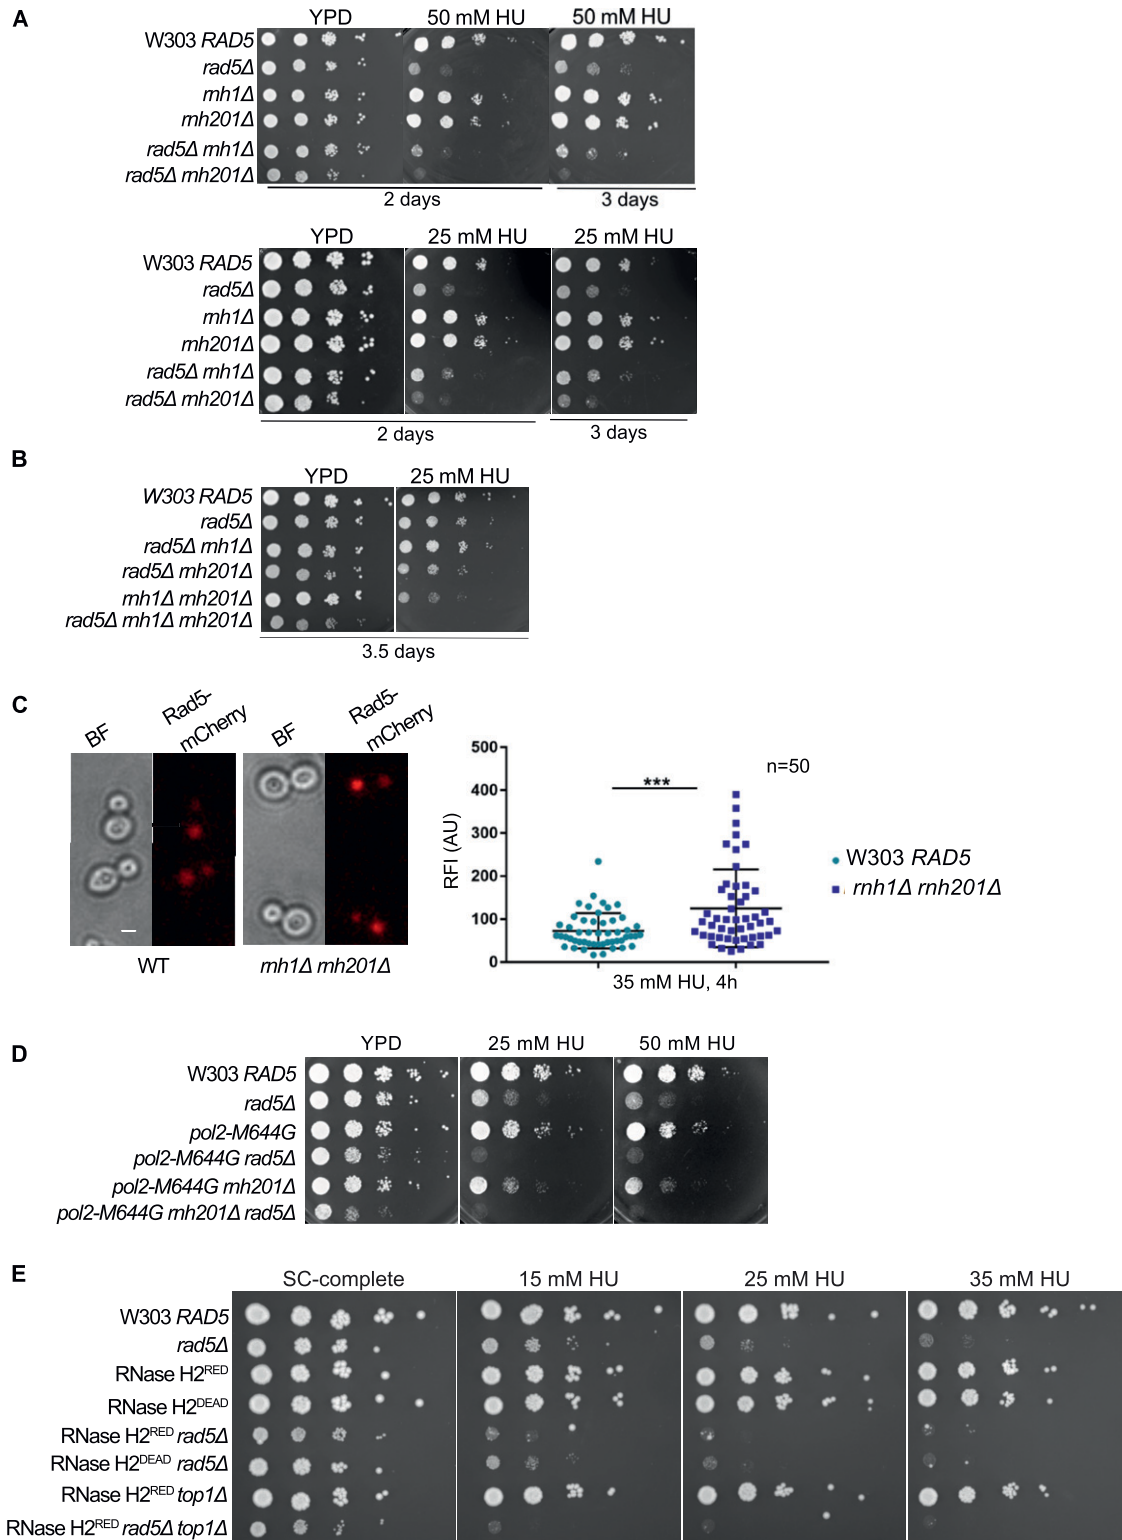 A
YPD 50 mM HU 50 mM HU
W303 RAD5
rad5Δ
rnh1Δ
rnh201Δ
rad5Δ rnh1Δ
rad5Δ rnh201Δ
2 days 3 days
YPD 25 mM HU 25 mM HU
W303 RAD5
rad5Δ
rnh1Δ
rnh201Δ
rad5Δ rnh1Δ
rad5Δ rnh201Δ
2 days 3 days
B
YPD 25 mM HU
W303 RAD5
rad5Δ
rad5Δ rnh1Δ
rad5Δ rnh201Δ
rnh1Δ rnh201Δ
rad5Δ rnh1Δ rnh201Δ
3.5 days
C
BF
Rad5-
mCherry
BF
Rad5-
mCherry
WT
rnh1Δ rnh201Δ
500
400
300
200
100
0
RFI (AU)
***
n=50
W303 RAD5
rnh1Δ rnh201Δ
35 mM HU, 4h
D
YPD 25 mM HU 50 mM HU
W303 RAD5
rad5Δ
pol2-M644G
pol2-M644G rad5Δ
pol2-M644G rnh201Δ
pol2-M644G rnh201Δ rad5Δ
E
SC-complete 15 mM HU 25 mM HU 35 mM HU
W303 RAD5
rad5Δ
RNase H2RED
RNase H2DEAD
RNase H2RED rad5Δ
RNase H2DEAD rad5Δ
RNase H2RED top1Δ
RNase H2RED rad5Δ top1Δ